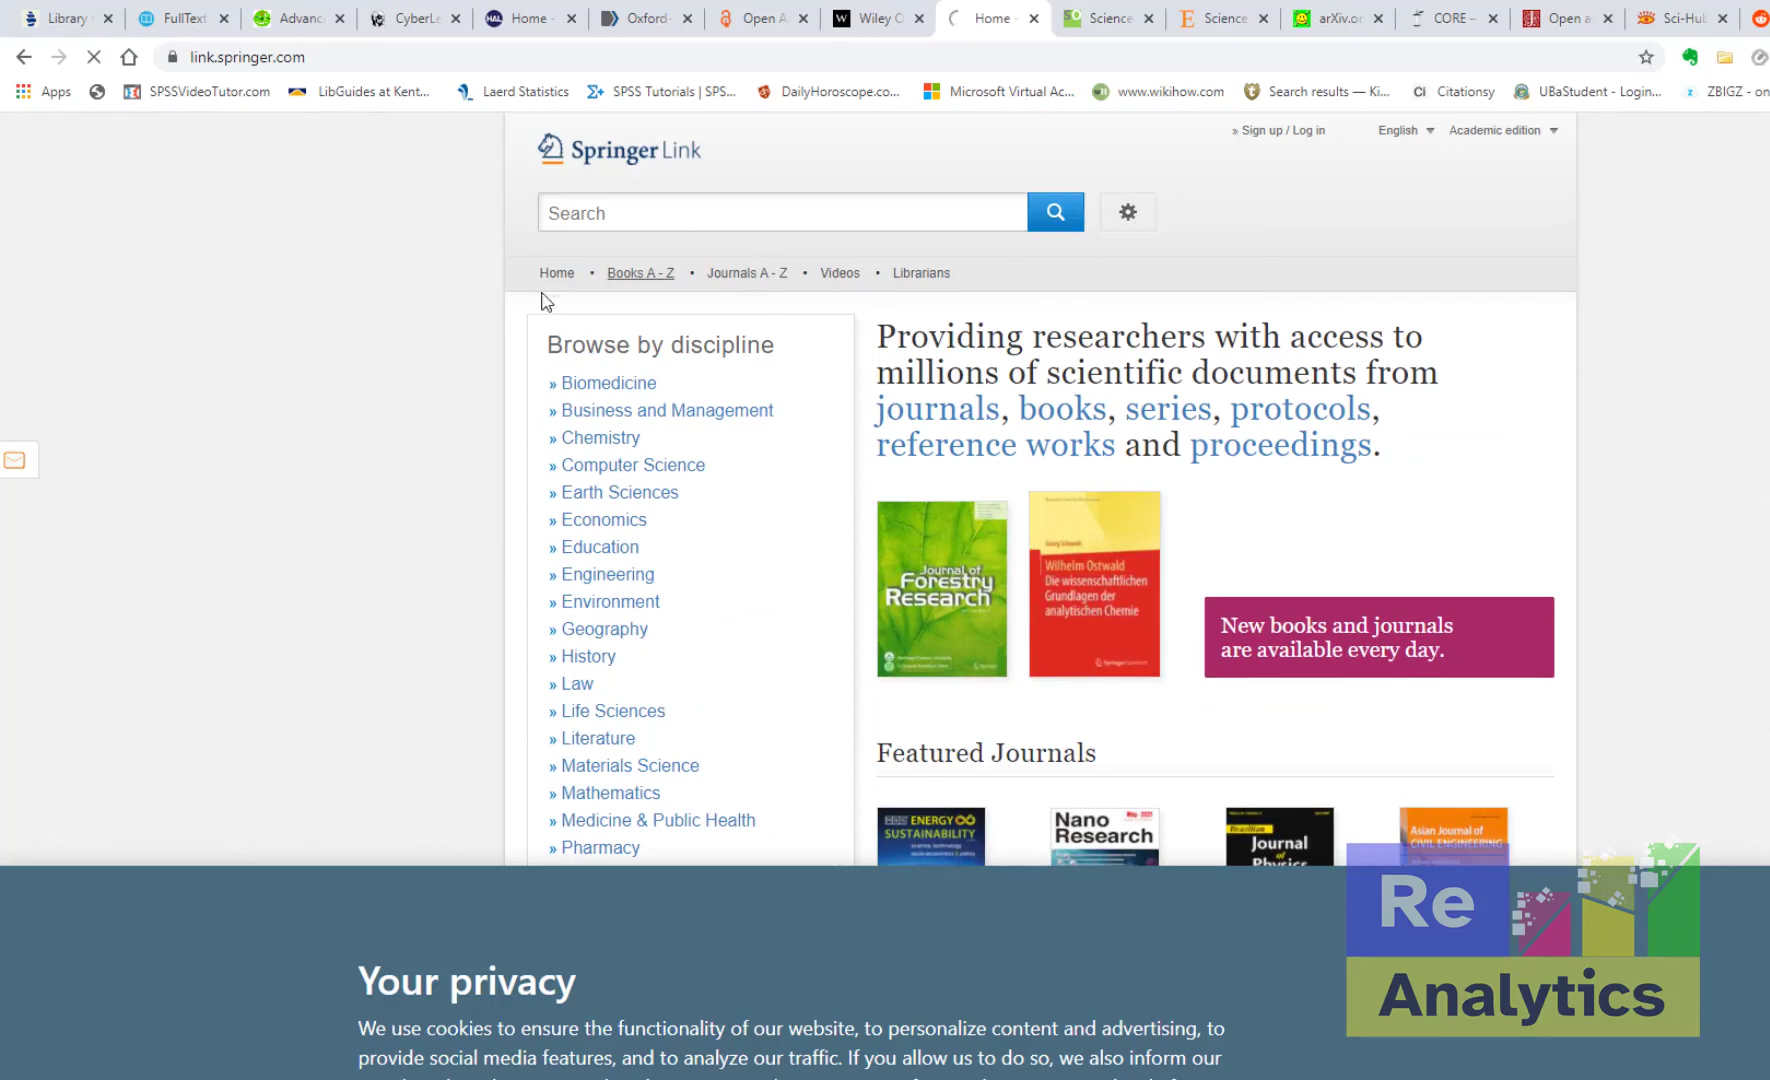 Library
FullText
Advanc
CyberLe
Home -
Oxford-
Open A
Wiley O
Home -
Science
Science
arXiv.or
CORE –
Open a
Sci-Hub
link.springer.com
Apps
SPSSVideoTutor.com
LibGuides at Kent...
Laerd Statistics
SPSS Tutorials | SPS...
DailyHoroscope.co...
Microsoft Virtual Ac...
www.wikihow.com
Search results — Ki...
Citationsy
UBaStudent - Login...
ZBIGZ - on
Springer Link
» Sign up / Log in
English
Academic edition
Search
Home • Books A - Z • Journals A - Z • Videos • Librarians
Browse by discipline
» Biomedicine
» Business and Management
» Chemistry
» Computer Science
» Earth Sciences
» Economics
» Education
» Engineering
» Environment
» Geography
» History
» Law
» Life Sciences
» Literature
» Materials Science
» Mathematics
» Medicine & Public Health
» Pharmacy
Providing researchers with access to
millions of scientific documents from
journals, books, series, protocols,
reference works and proceedings.
Journal of
Forestry
Research
Wilhelm Ostwald
Die wissenschaftlichen
Grundlagen der
analytischen Chemie
New books and journals
are available every day.
Featured Journals
ENERGY
SUSTAINABILITY
Nano
Research
Brazilian
Journal
of
Physics
Asian Journal of
CIVIL ENGINEERING
Re
Analytics
Your privacy
We use cookies to ensure the functionality of our website, to personalize content and advertising, to
provide social media features, and to analyze our traffic. If you allow us to do so, we also inform our